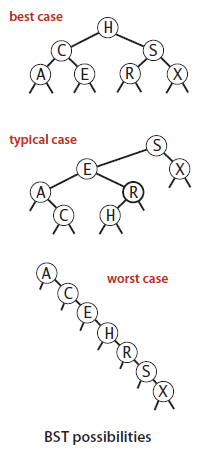 best case
H
C S
A E R X
typical case
S
E X
A R
C H
worst case
A
C
E
H
R
S
X
BST possibilities